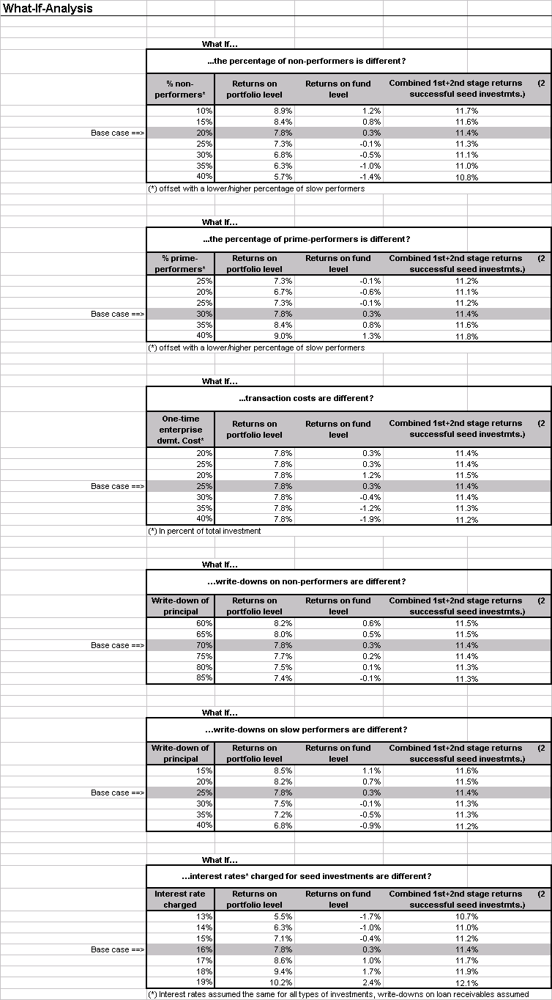 What-If-Analysis
What If...
...the percentage of non-performers is different?
% non-performers* Returns on portfolio level Returns on fund level Combined 1st+2nd stage returns (2 successful seed investmts.)
10% 8.9% 1.2% 11.7%
15% 8.4% 0.8% 11.6%
Base case ==> 20% 7.8% 0.3% 11.4%
25% 7.3% -0.1% 11.3%
30% 6.8% -0.5% 11.1%
35% 6.3% -1.0% 11.0%
40% 5.7% -1.4% 10.8%
(*) offset with a lower/higher percentage of slow performers
What If...
...the percentage of prime-performers is different?
% prime-performers* Returns on portfolio level Returns on fund level Combined 1st+2nd stage returns (2 successful seed investmts.)
25% 7.3% -0.1% 11.2%
20% 6.7% -0.6% 11.1%
25% 7.3% -0.1% 11.2%
Base case ==> 30% 7.8% 0.3% 11.4%
35% 8.4% 0.8% 11.6%
40% 9.0% 1.3% 11.8%
(*) offset with a lower/higher percentage of slow performers
What If...
...transaction costs are different?
One-time enterprise dvmt. Cost* Returns on portfolio level Returns on fund level Combined 1st+2nd stage returns (2 successful seed investmts.)
20% 7.8% 0.3% 11.4%
25% 7.8% 0.3% 11.4%
20% 7.8% 1.2% 11.5%
Base case ==> 25% 7.8% 0.3% 11.4%
30% 7.8% -0.4% 11.4%
35% 7.8% -1.2% 11.3%
40% 7.8% -1.9% 11.2%
(*) In percent of total investment
What If...
...write-downs on non-performers are different?
Write-down of principal Returns on portfolio level Returns on fund level Combined 1st+2nd stage returns (2 successful seed investmts.)
60% 8.2% 0.6% 11.5%
65% 8.0% 0.5% 11.5%
Base case ==> 70% 7.8% 0.3% 11.4%
75% 7.7% 0.2% 11.4%
80% 7.5% 0.1% 11.3%
85% 7.4% -0.1% 11.3%
What If...
...write-downs on slow performers are different?
Write-down of principal Returns on portfolio level Returns on fund level Combined 1st+2nd stage returns (2 successful seed investmts.)
15% 8.5% 1.1% 11.6%
20% 8.2% 0.7% 11.5%
Base case ==> 25% 7.8% 0.3% 11.4%
30% 7.5% -0.1% 11.3%
35% 7.2% -0.5% 11.3%
40% 6.8% -0.9% 11.2%
What If...
...interest rates* charged for seed investments are different?
Interest rate charged Returns on portfolio level Returns on fund level Combined 1st+2nd stage returns (2 successful seed investmts.)
13% 5.5% -1.7% 10.7%
14% 6.3% -1.0% 11.0%
15% 7.1% -0.4% 11.2%
Base case ==> 16% 7.8% 0.3% 11.4%
17% 8.6% 1.0% 11.7%
18% 9.4% 1.7% 11.9%
19% 10.2% 2.4% 12.1%
(*) Interest rates assumed the same for all types of investments, write-downs on loan receivables assumed